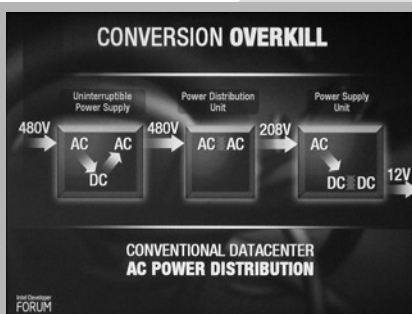 CONVERSION OVERKILL
Uninterruptible
Power Supply
Power Distribution
Unit
Power Supply
Unit
480V
480V
208V
12V
AC AC
DC
AC AC
AC
DC DC
CONVENTIONAL DATACENTER
AC POWER DISTRIBUTION
Intel Developer
FORUM